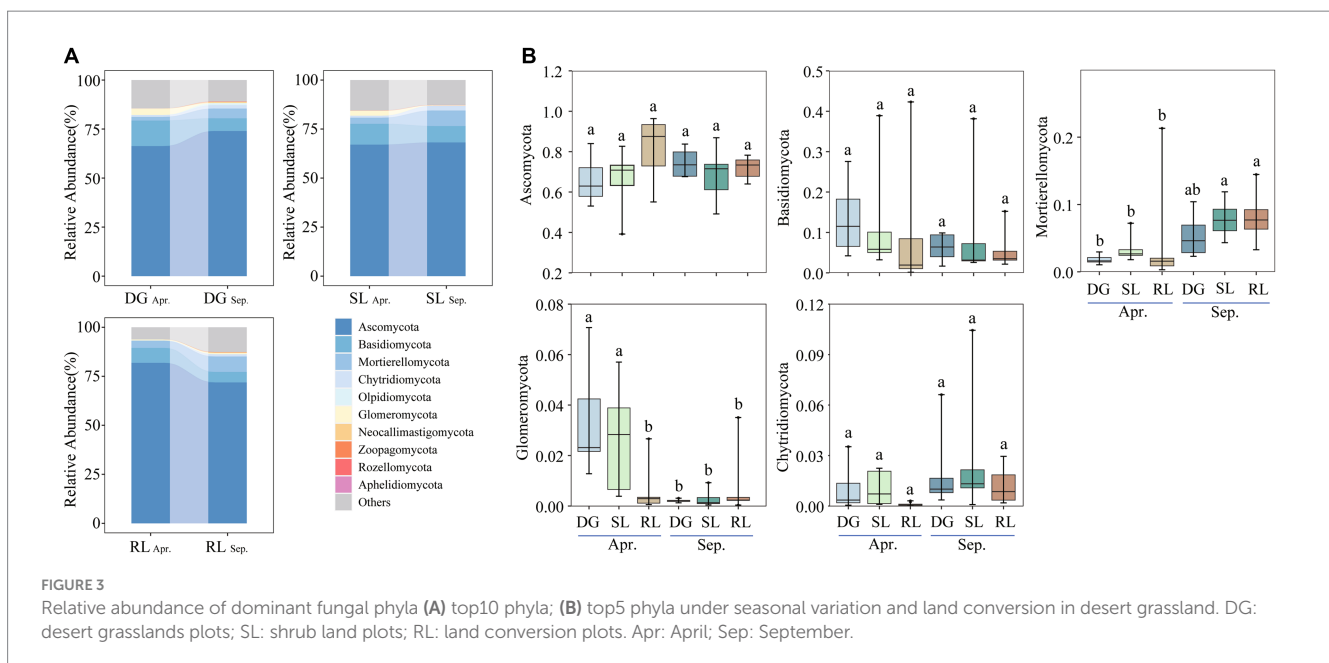 A
Relative Abundance(%)
100
75
50
25
0
DG Apr.
DG Sep.
Relative Abundance(%)
100
75
50
25
0
SL Apr.
SL Sep.
Relative Abundance(%)
100
75
50
25
0
RL Apr.
RL Sep.
Ascomycota
Basidiomycota
Mortierellomycota
Chytridiomycota
Olpidiomycota
Glomeromycota
Neocallimastigomycota
Zoopagomycota
Rozellomycota
Aphelidiomycota
Others
B
Ascomycota
1.2
1.0
0.8
0.6
0.4
0.2
a a a a a a
Basidiomycota
0.5
0.4
0.3
0.2
0.1
0.0
a a a a a a
Mortierellomycota
0.2
0.1
0.0
b b b ab a a
DG SL RL DG SL RL
Apr. Sep.
Glomeromycota
0.08
0.06
0.04
0.02
0.00
a a b b b b
DG SL RL DG SL RL
Apr. Sep.
Chytridiomycota
0.12
0.09
0.06
0.03
0.00
a a a a a a
DG SL RL DG SL RL
Apr. Sep.
FIGURE 3
Relative abundance of dominant fungal phyla (A) top10 phyla; (B) top5 phyla under seasonal variation and land conversion in desert grassland. DG:
desert grasslands plots; SL: shrub land plots; RL: land conversion plots. Apr: April; Sep: September.